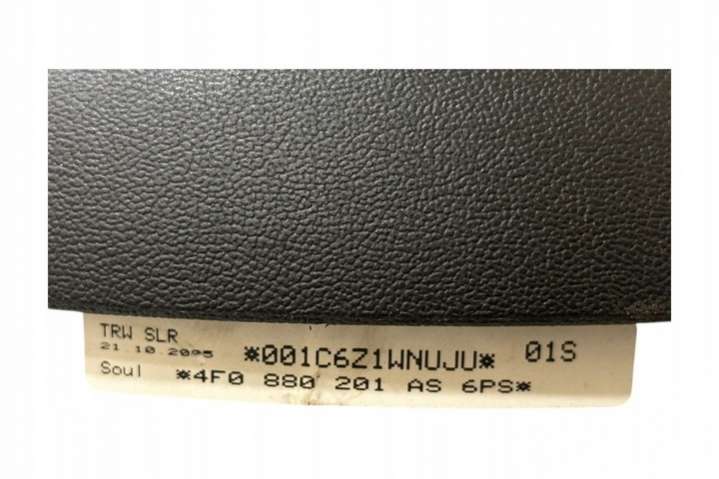 TRW SLR
21.10.2005 *001C6Z1WNUJU* 01S
Soul *4F0 880 201 AS 6PS*